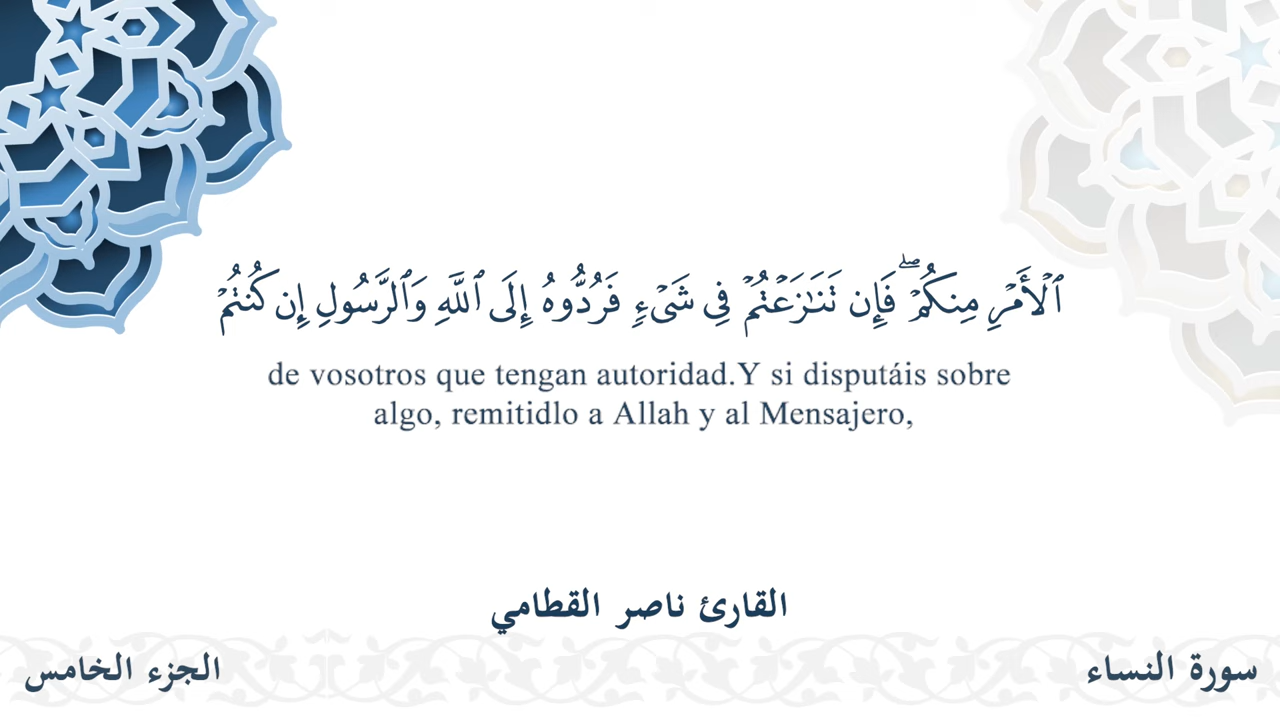 ٱلۡأَمۡرِ مِنكُمۡۖ فَإِن تَنَـٰزَعۡتُمۡ فِی شَیۡءࣲ فَرُدُّوهُ إِلَى ٱللَّهِ وَٱلرَّسُولِ إِن كُنتُمۡ
de vosotros que tengan autoridad.Y si disputáis sobre
algo, remitidlo a Allah y al Mensajero,
القارئ ناصر القطامي
سورة النساء
الجزء الخامس